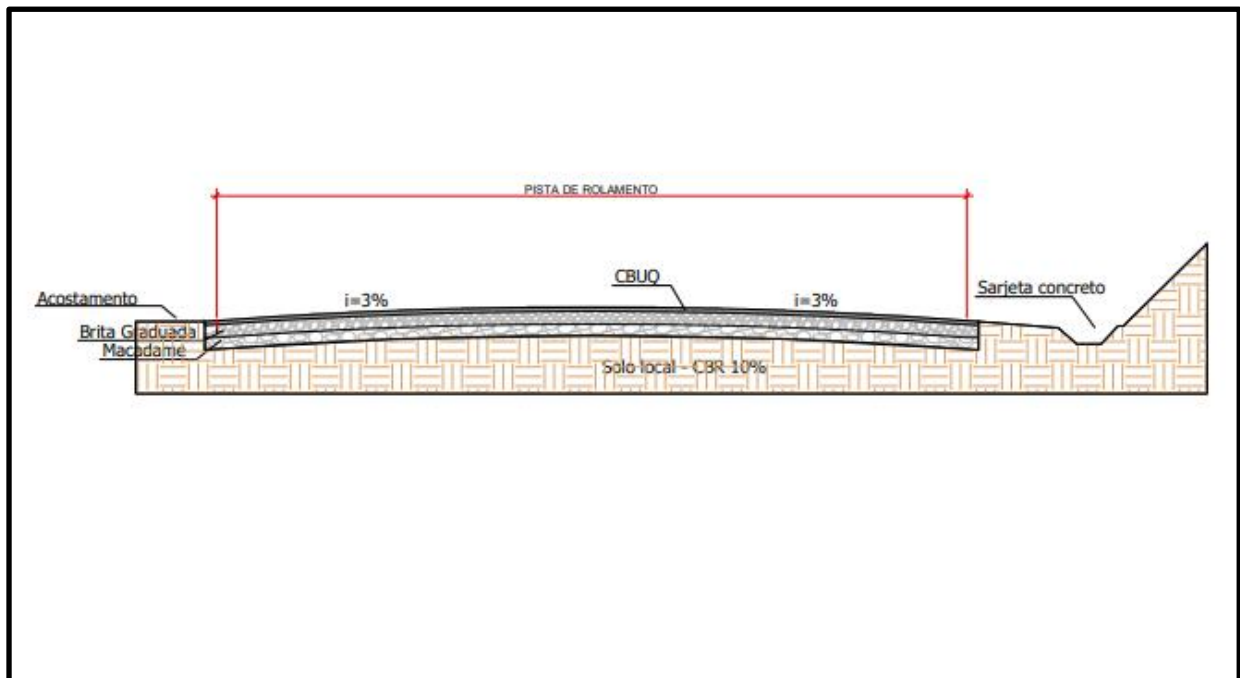 PISTA DE ROLAMENTO
CBUQ
Acostamento
i=3%
i=3%
Sarjeta concreto
Brita Graduada
Macadame
Solo local - CBR 10%